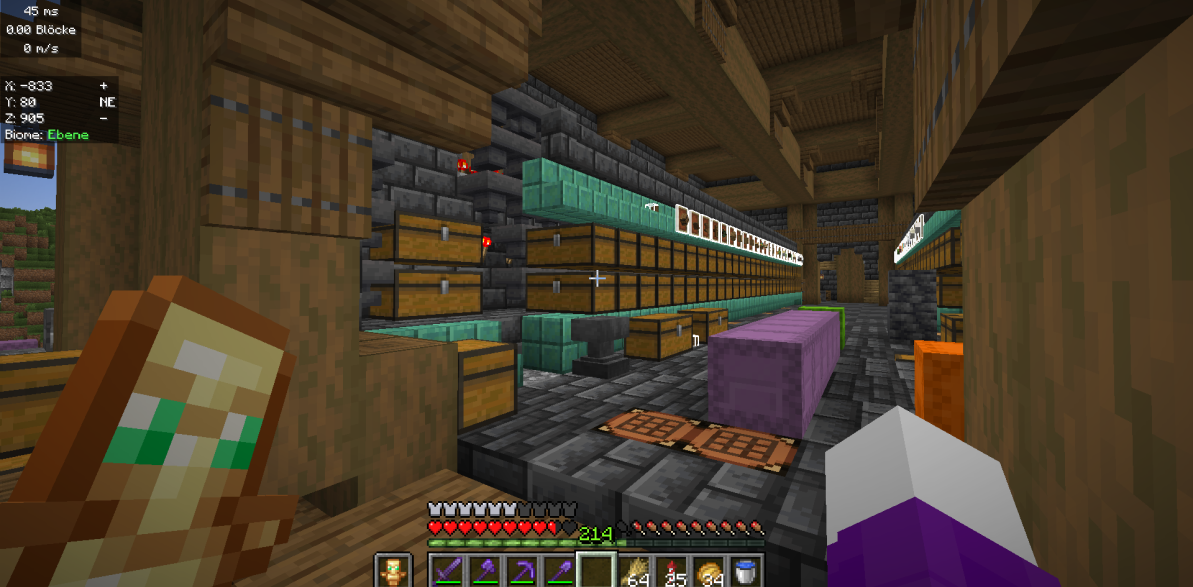 45 ms
0.00 Blöcke
0 m/s
X: -833 +
Y: 80 NE
Z: 905 -
Biome: Ebene
214
64
25
34